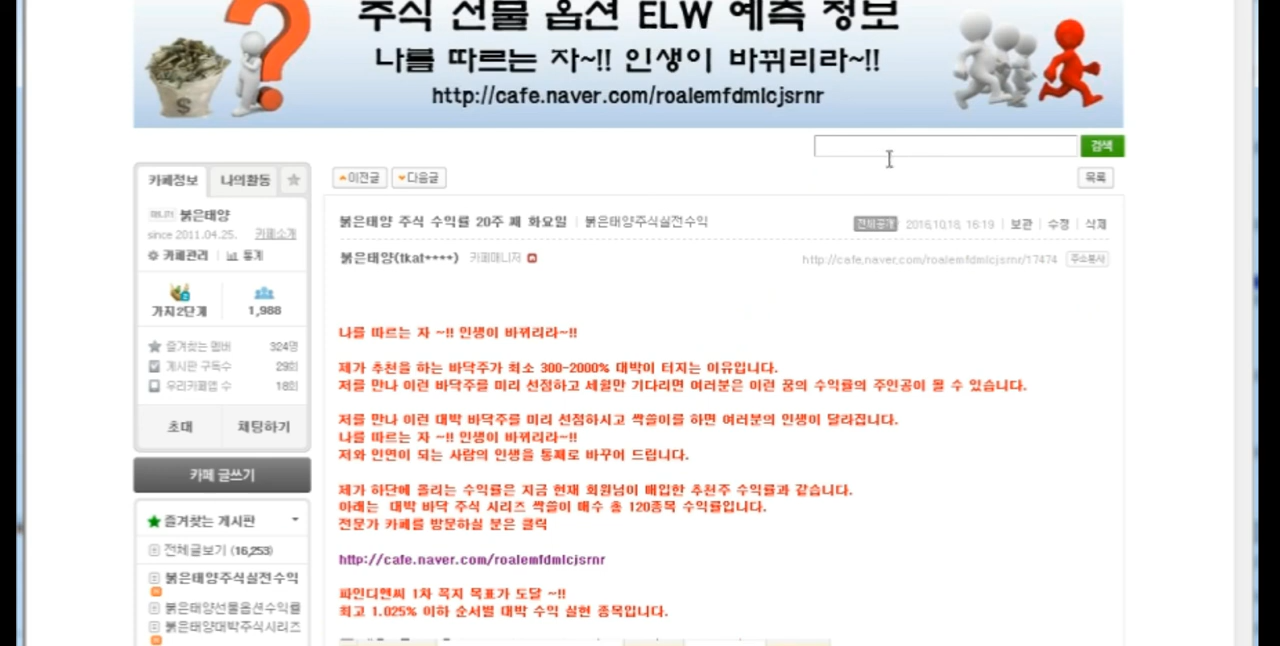 주식 선물 옵션 ELW 예측 정보
나를 따르는 자~!! 인생이 바뀌리라~!!
http://cafe.naver.com/roalemfdmlcjsrnr
검색
카페정보 나의활동
이전글 다음글
목록
붉은태양 주식 수익률 20주 째 화요일 | 붉은태양주식실전수익
전체공개 2016.10.18. 16:19 | 보관 | 수정 | 삭제
붉은태양
since 2011.04.25. 카페소개
카페관리 통계
붉은태양(tkat****) 카페매니저
http://cafe.naver.com/roalemfdmlcjsrnr/17474 주소복사
가지2단계 1,988
즐겨찾는 멤버 324명
게시판 구독수 29회
우리카페앱 수 18회
초대 채팅하기
카페 글쓰기
즐겨찾는 게시판
전체글보기 (16,253)
붉은태양주식실전수익
붉은태양선물옵션수익률
붉은태양대박주식시리즈
나를 따르는 자 ~!! 인생이 바뀌리라~!!
제가 추천을 하는 바닥주가 최소 300-2000% 대박이 터지는 이유입니다.
저를 만나 이런 바닥주를 미리 선점하고 세월만 기다리면 여러분은 이런 꿈의 수익률의 주인공이 될 수 있습니다.
저를 만나 이런 대박 바닥주를 미리 선점하시고 싹쓸이를 하면 여러분의 인생이 달라집니다.
나를 따르는 자 ~!! 인생이 바뀌리라~!!
저와 인연이 되는 사람의 인생을 통째로 바꾸어 드립니다.
제가 하단에 올리는 수익률은 지금 현재 회원님이 매입한 추천주 수익률과 같습니다.
아래는 대박 바닥 주식 시리즈 싹쓸이 매수 총 120종목 수익률입니다.
전문가 카페를 방문하실 분은 클릭
http://cafe.naver.com/roalemfdmlcjsrnr
파인디앤씨 1차 목지 목표가 도달 ~!!
최고 1.025% 이하 순서별 대박 수익 실현 종목입니다.